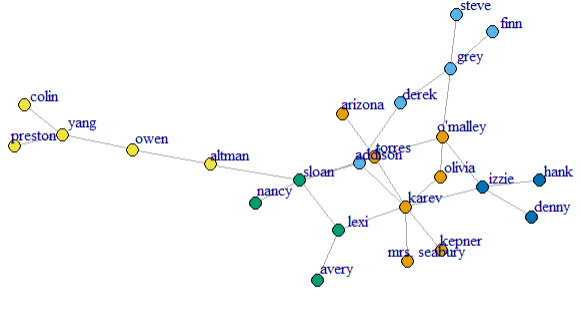 steve
finn
grey
derek
colin
arizona
yang
o'malley
preston
owen
torres
altman
addison
sloan
olivia
izzie
hank
nancy
karev
denny
lexi
kepner
mrs. seabury
avery